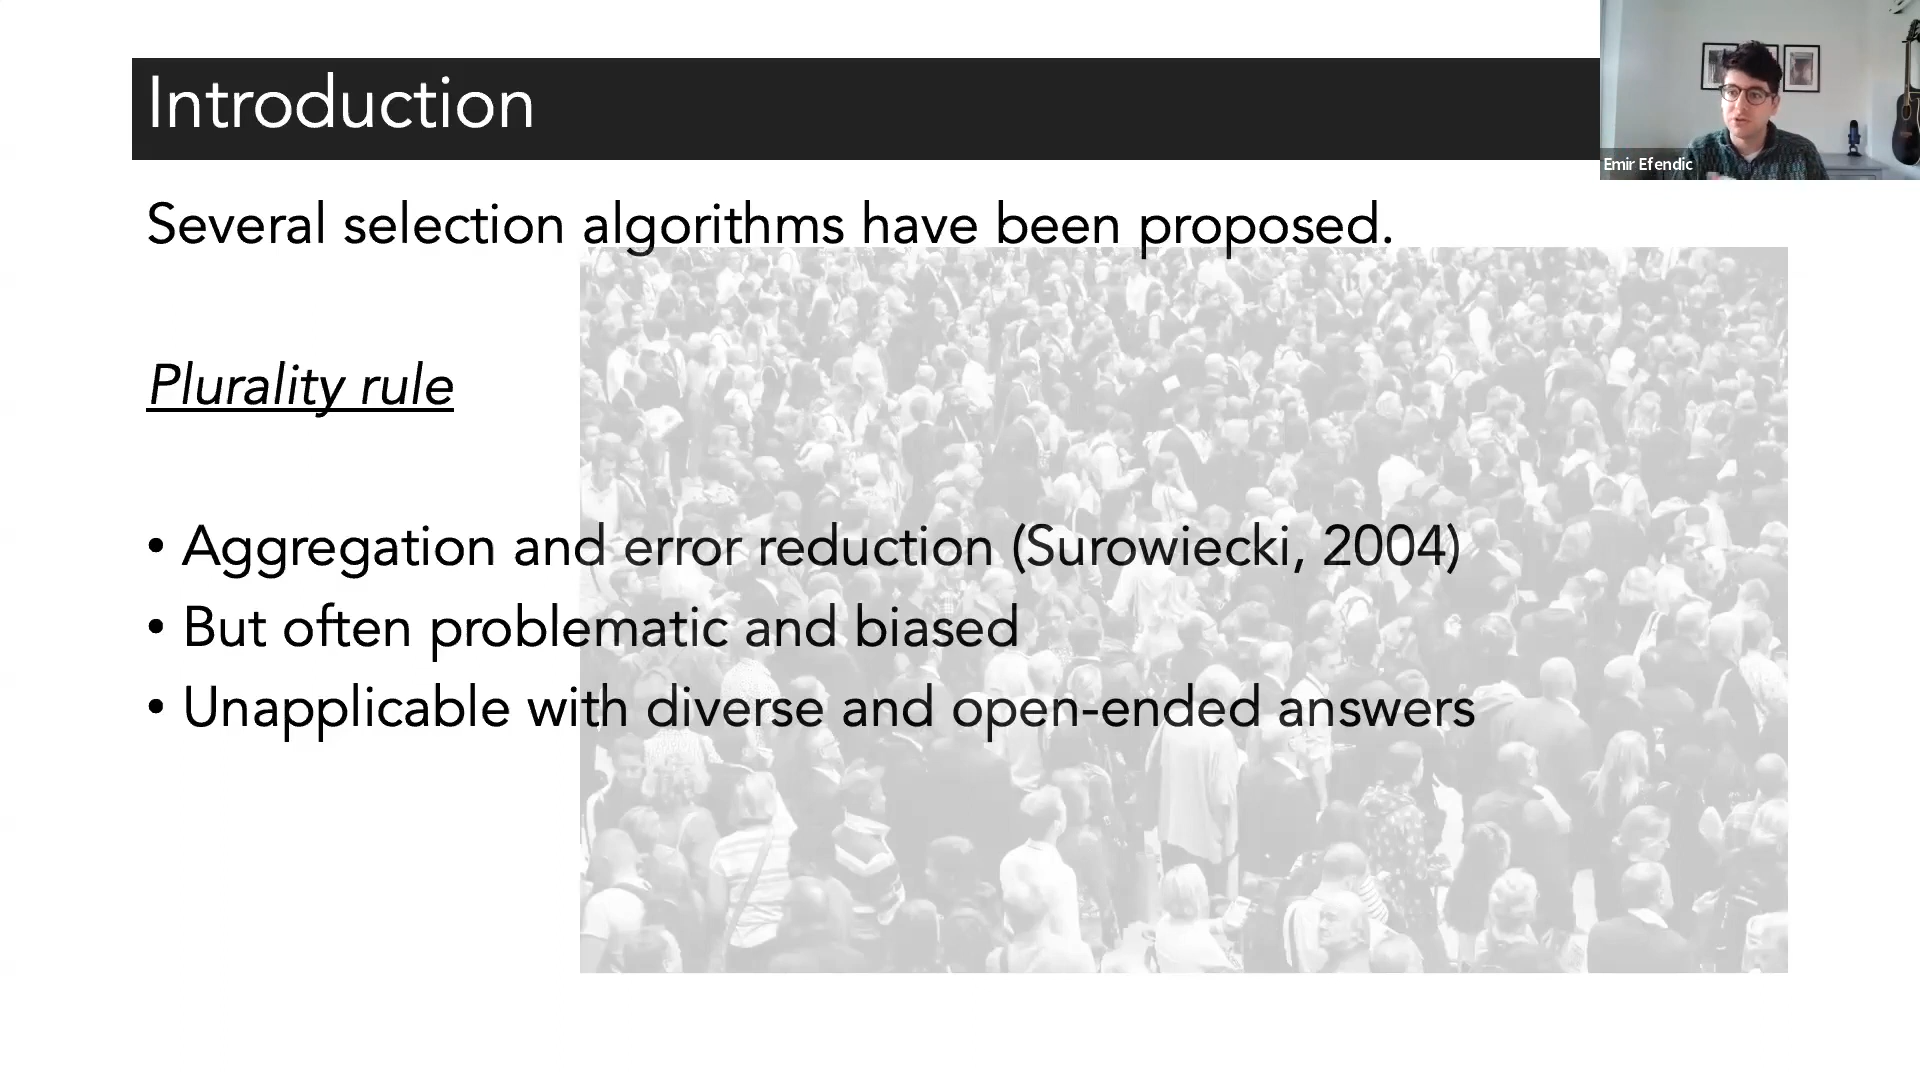 Introduction
Emir Efendic
Several selection algorithms have been proposed.
Plurality rule
• Aggregation and error reduction (Surowiecki, 2004)
• But often problematic and biased
• Unapplicable with diverse and open-ended answers